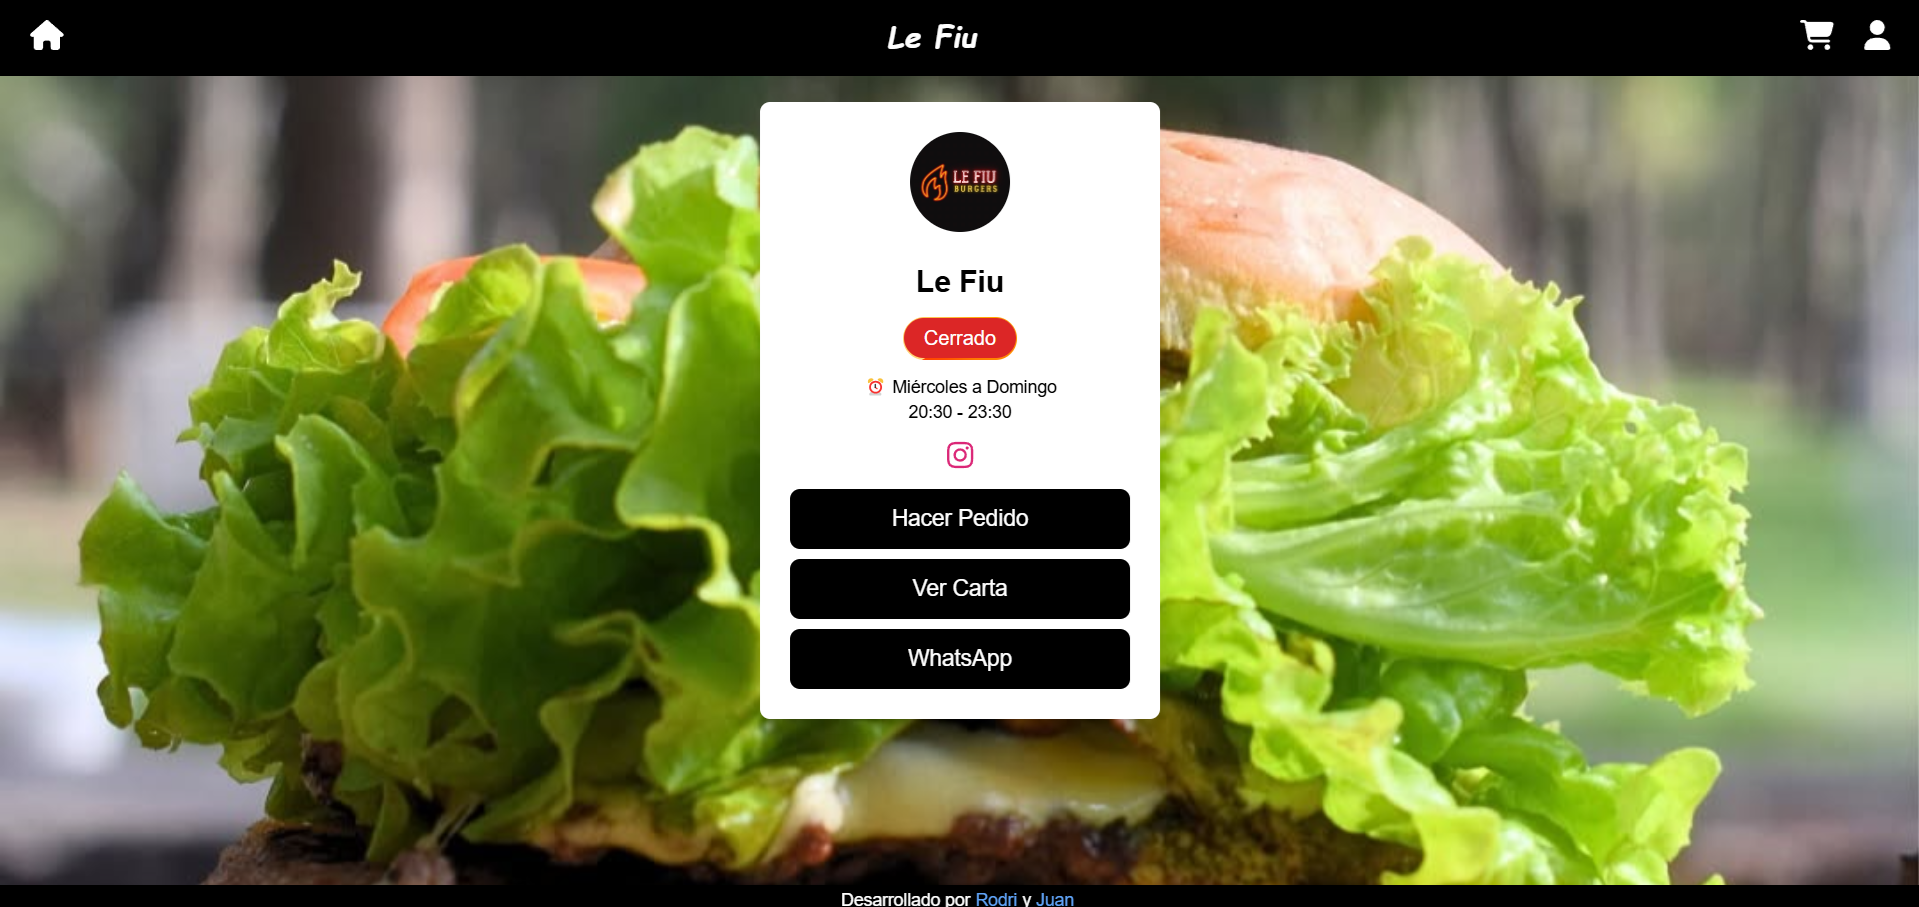 Le Fiu
LE FIU
BURGERS
Le Fiu
Cerrado
⏰ Miércoles a Domingo
20:30 - 23:30
Hacer Pedido
Ver Carta
WhatsApp
Desarrollado por Rodri y Juan